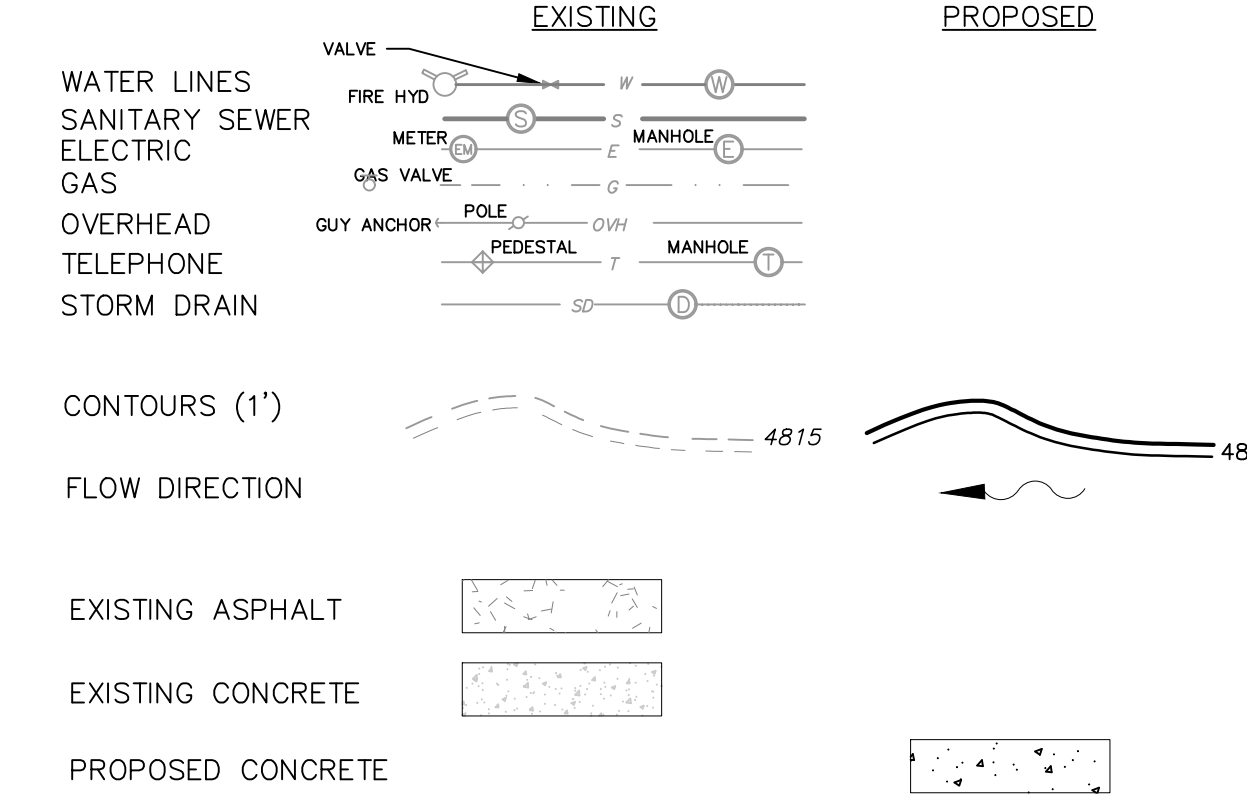 EXISTING PROPOSED
VALVE
WATER LINES W W
FIRE HYD
SANITARY SEWER S S
METER MANHOLE
ELECTRIC EM E E
GAS GAS VALVE G
POLE
OVERHEAD GUY ANCHOR OVH
PEDESTAL MANHOLE
TELEPHONE T T
STORM DRAIN SD D
CONTOURS (1') 4815 48
FLOW DIRECTION
EXISTING ASPHALT
EXISTING CONCRETE
PROPOSED CONCRETE